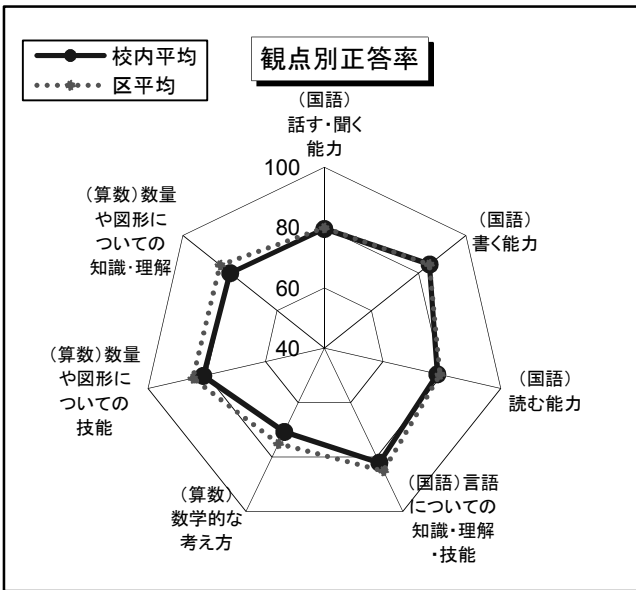 校内平均
区平均
観点別正答率
（国語）
話す・聞く
能力
100
80
60
40
（国語）
書く能力
（国語）
読む能力
（国語）言語
についての
知識・理解
・技能
（算数）
数学的な
考え方
（算数）数量
や図形に
ついての
技能
（算数）数量
や図形に
ついての
知識・理解